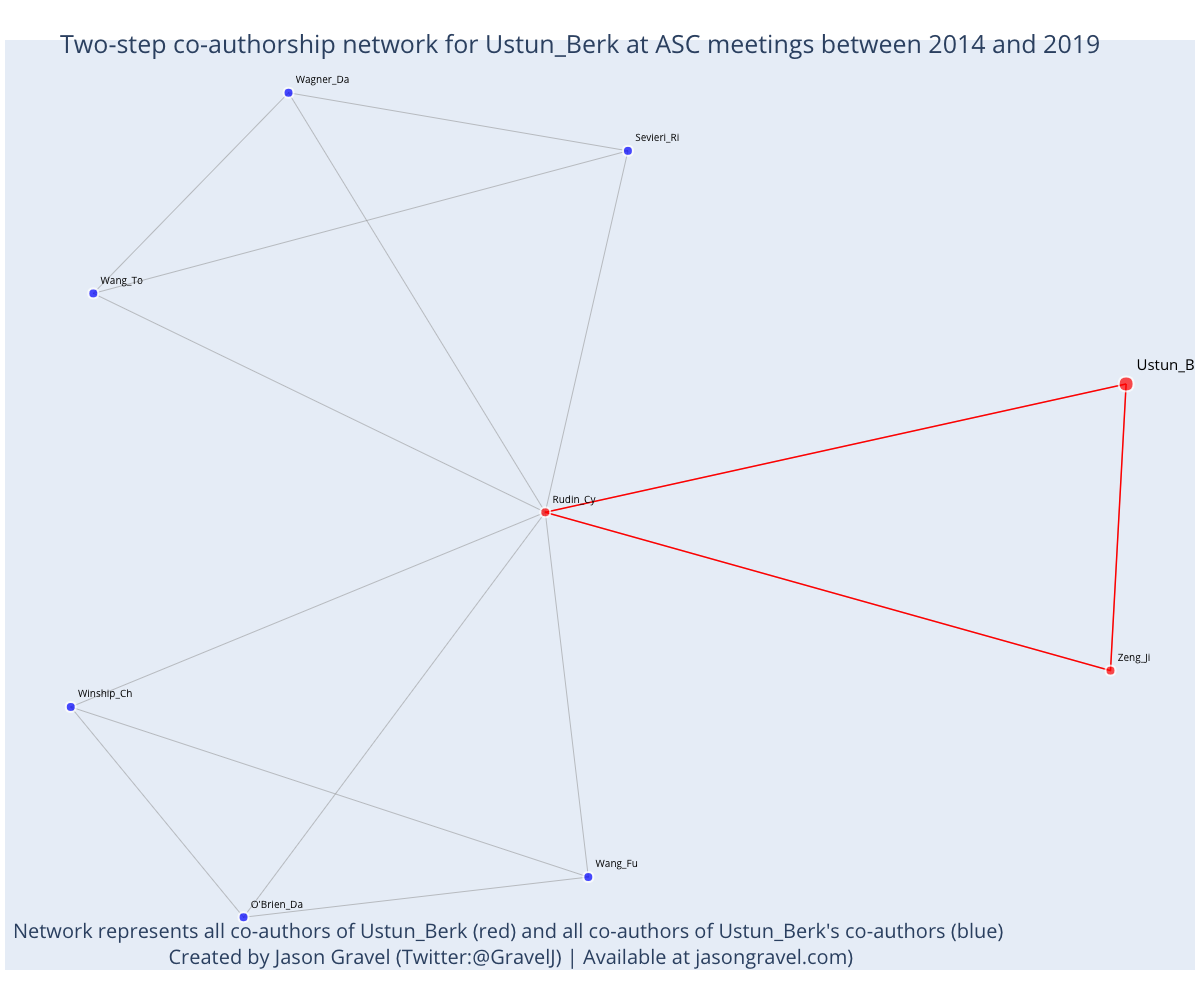 Two-step co-authorship network for Ustun_Berk at ASC meetings between 2014 and 2019
Wagner_Da
Sevieri_Ri
Wang_To
Ustun_B
Rudin_Cy
Zeng_Ji
Winship_Ch
Wang_Fu
O'Brien_Da
Network represents all co-authors of Ustun_Berk (red) and all co-authors of Ustun_Berk's co-authors (blue)
Created by Jason Gravel (Twitter:@GravelJ) | Available at jasongravel.com)